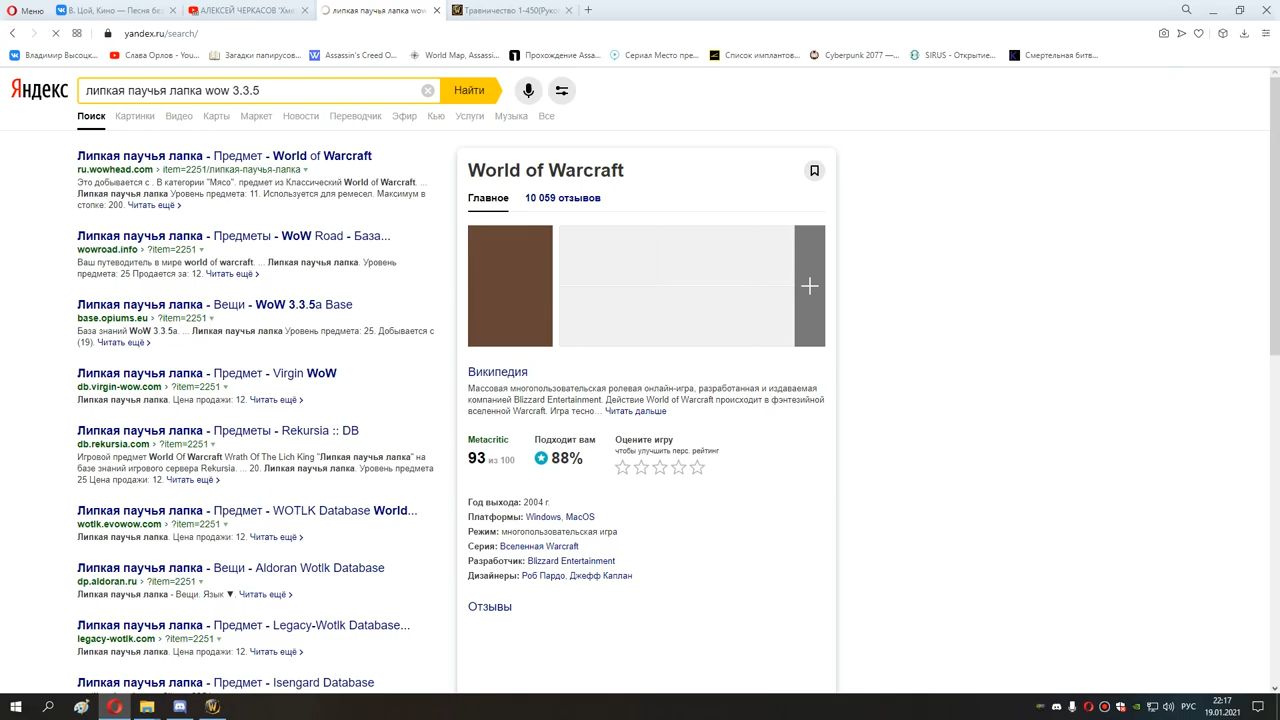 Меню
В. Цой, Кино — Песня бе:
АЛЕКСЕЙ ЧЕРКАСОВ 'Хме
липкая паучья лапка wow
Травничество 1-450(Рукос
yandex.ru/search/
Владимир Высоцк...
Слава Орлов - You...
Загадки папирусов...
Assassin's Creed O...
World Map, Assassi...
Прохождение Assa...
Сериал Место пре...
Список имплантов...
Cyberpunk 2077 —...
SIRUS - Открытие...
Смертельная битв...
Яндекс
липкая паучья лапка wow 3.3.5
Найти
Поиск Картинки Видео Карты Маркет Новости Переводчик Эфир Кью Услуги Музыка Все
Липкая паучья лапка - Предмет - World of Warcraft
ru.wowhead.com › item=2251/липкая-паучья-лапка
Это добывается с . В категории "Мясо". предмет из Классический World of Warcraft. ...
Липкая паучья лапка Уровень предмета: 11. Используется для ремесел. Максимум в
стопке: 200. Читать ещё ›
Липкая паучья лапка - Предметы - WoW Road - База...
wowroad.info › ?item=2251
Ваш путеводитель в мире world of warcraft. ... Липкая паучья лапка. Уровень
предмета: 25 Продается за: 12. Читать ещё ›
Липкая паучья лапка - Вещи - WoW 3.3.5a Base
base.opiums.eu › ?item=2251
База знаний WoW 3.3.5a. ... Липкая паучья лапка Уровень предмета: 25. Добывается с
(19). Читать ещё ›
Липкая паучья лапка - Предмет - Virgin WoW
db.virgin-wow.com › ?item=2251
Липкая паучья лапка. Цена продажи: 12. Читать ещё ›
Липкая паучья лапка - Предметы - Rekursia :: DB
db.rekursia.com › ?item=2251
Игровой предмет World Of Warcraft Wrath Of The Lich King "Липкая паучья лапка" на
базе знаний игрового сервера Rekursia. ... 20. Липкая паучья лапка. Уровень предмета
25 Цена продажи: 12. Читать ещё ›
Липкая паучья лапка - Предмет - WOTLK Database World...
wotlk.evowow.com › ?item=2251
Липкая паучья лапка. Цена продажи: 12. Читать ещё ›
Липкая паучья лапка - Вещи - Aldoran Wotlk Database
dp.aldoran.ru › ?item=2251
Липкая паучья лапка - Вещи. Язык ▼. Читать ещё ›
Липкая паучья лапка - Предмет - Legacy-Wotlk Database...
legacy-wotlk.com › ?item=2251
Липкая паучья лапка. Цена продажи: 12. Читать ещё ›
Липкая паучья лапка - Предмет - Isengard Database
World of Warcraft
Главное 10 059 отзывов
Википедия
Массовая многопользовательская ролевая онлайн-игра, разработанная и издаваемая
компанией Blizzard Entertainment. Действие World of Warcraft происходит в фэнтезийной
вселенной Warcraft. Игра тесно... Читать дальше
Metacritic
93 из 100
Подходит вам
88%
Оцените игру
чтобы улучшить перс. рейтинг
Год выхода: 2004 г.
Платформы: Windows, MacOS
Режим: многопользовательская игра
Серия: Вселенная Warcraft
Разработчик: Blizzard Entertainment
Дизайнеры: Роб Пардо, Джефф Каплан
Отзывы
РУС
22:17
19.01.2021